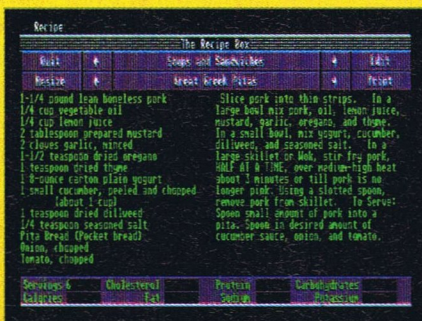 Recipe
The Recipe Box
Quit
Soups and Sandwiches
Edit
Resize
Great Greek Pitas
Print
1-1/4 pound lean boneless pork
1/4 cup vegetable oil
1/4 cup lemon juice
2 tablespoon prepared mustard
2 cloves garlic, minced
1-1/2 teaspoon dried oregano
1 teaspoon dried thyme
1 8-ounce carton plain yogurt
1 small cucumber, peeled and chopped
(about 1 cup)
1 teaspoon dried dillweed
1/4 teaspoon seasoned salt
Pita Bread (Pocket bread)
Onion, chopped
Tomato, chopped
Slice pork into thin strips. In a
large bowl mix pork, oil, lemon juice,
mustard, garlic, oregano, and thyme.
In a small bowl, mix yogurt, cucumber,
dillweed, and seasoned salt. In a
large skillet or Wok, stir fry pork,
HALF AT A TIME, over medium-high heat
about 3 minutes or till pork is no
longer pink. Using a slotted spoon,
remove pork from skillet. To Serve:
Spoon small amount of pork into a
pita. Spoon in desired amount of
cucumber sauce, onion, and tomato.
Servings 6 Cholesterol Protein Carbohydrates
Calories Fat Sodium Potassium